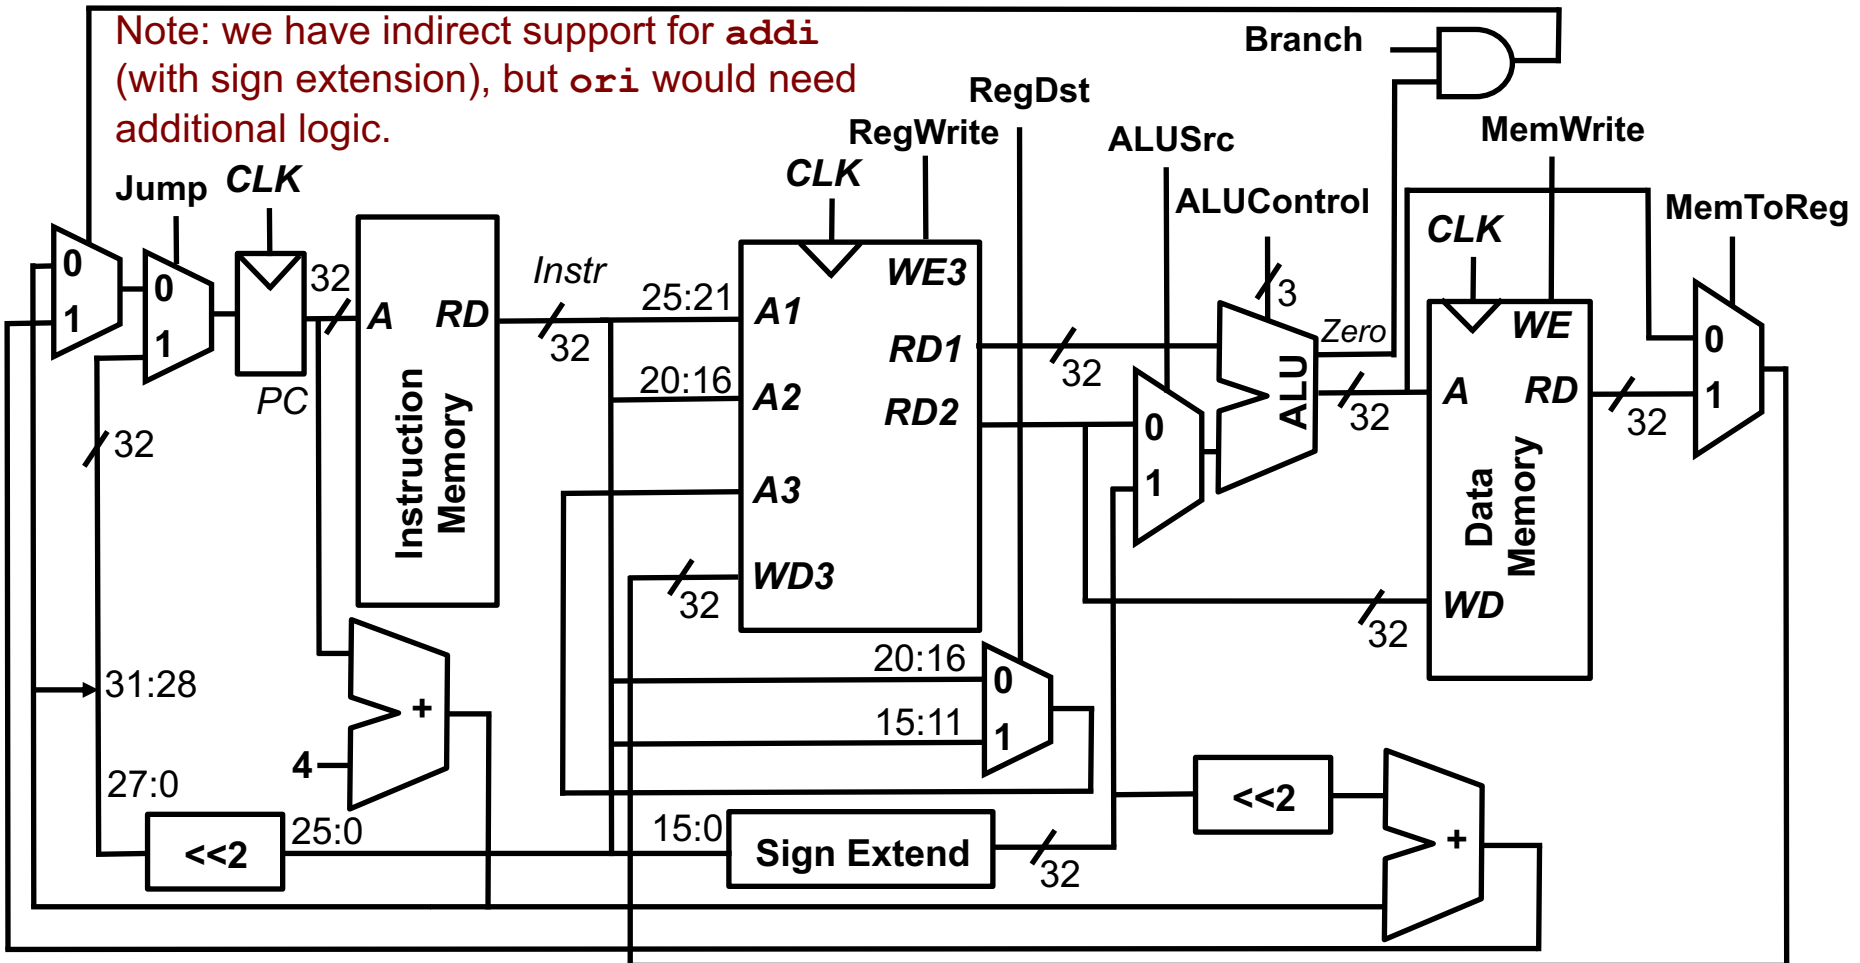 Note: we have indirect support for addi
(with sign extension), but ori would need
additional logic.
Branch
RegDst
RegWrite
ALUSrc
MemWrite
Jump
CLK
CLK
ALUControl
CLK
MemToReg
0
1
0
1
32
A
RD
Instr
32
25:21
A1
WE3
RD1
32
3
Zero
ALU
32
A
WE
RD
32
0
1
PC
Instruction
Memory
20:16
A2
RD2
0
1
Data
Memory
32
A3
WD3
32
WD
32
31:28
27:0
4
+
20:16
0
15:11
1
<<2
25:0
15:0
Sign Extend
32
<<2
+